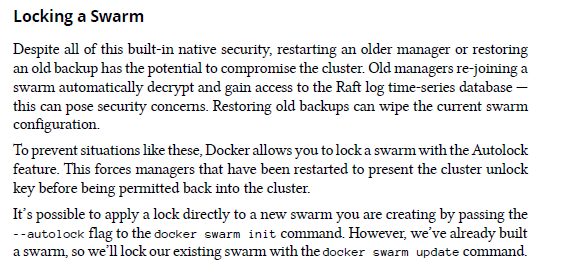 Locking a Swarm
Despite all of this built-in native security, restarting an older manager or restoring
an old backup has the potential to compromise the cluster. Old managers re-joining a
swarm automatically decrypt and gain access to the Raft log time-series database —
this can pose security concerns. Restoring old backups can wipe the current swarm
configuration.
To prevent situations like these, Docker allows you to lock a swarm with the Autolock
feature. This forces managers that have been restarted to present the cluster unlock
key before being permitted back into the cluster.
It's possible to apply a lock directly to a new swarm you are creating by passing the
--autolock flag to the docker swarm init command. However, we've already built
a swarm, so we'll lock our existing swarm with the docker swarm update command.